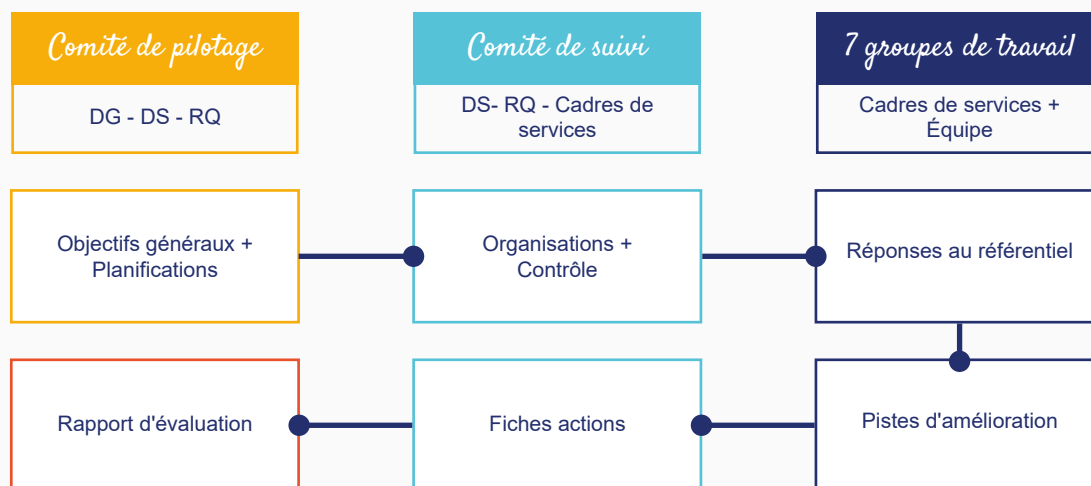 Comité de pilotage
DG - DS - RQ
Comité de suivi
DS- RQ - Cadres de
services
7 groupes de travail
Cadres de services +
Équipe
Objectifs généraux +
Planifications
Organisations +
Contrôle
Réponses au référentiel
Rapport d'évaluation
Fiches actions
Pistes d'amélioration